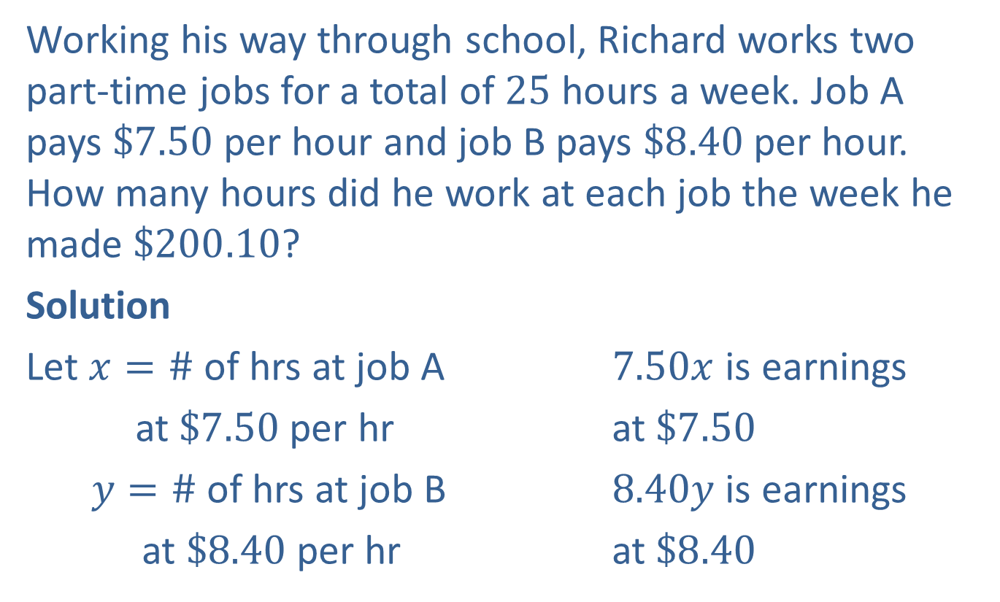 Working his way through school, Richard works two
part-time jobs for a total of 25 hours a week. Job A
pays $7.50 per hour and job B pays $8.40 per hour.
How many hours did he work at each job the week he
made $200.10?
Solution
Let x = # of hrs at job A 7.50x is earnings
at $7.50 per hr at $7.50
y = # of hrs at job B 8.40y is earnings
at $8.40 per hr at $8.40